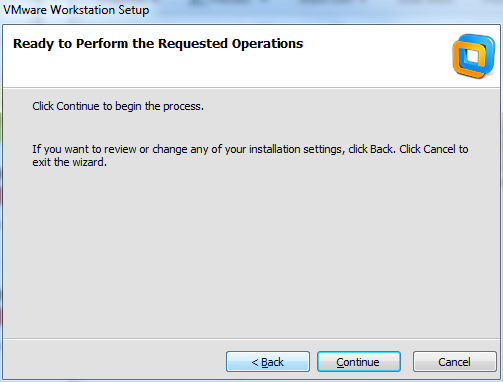 VMware Workstation Setup
Ready to Perform the Requested Operations
Click Continue to begin the process.
If you want to review or change any of your installation settings, click Back. Click Cancel to
exit the wizard.
< Back
Continue
Cancel